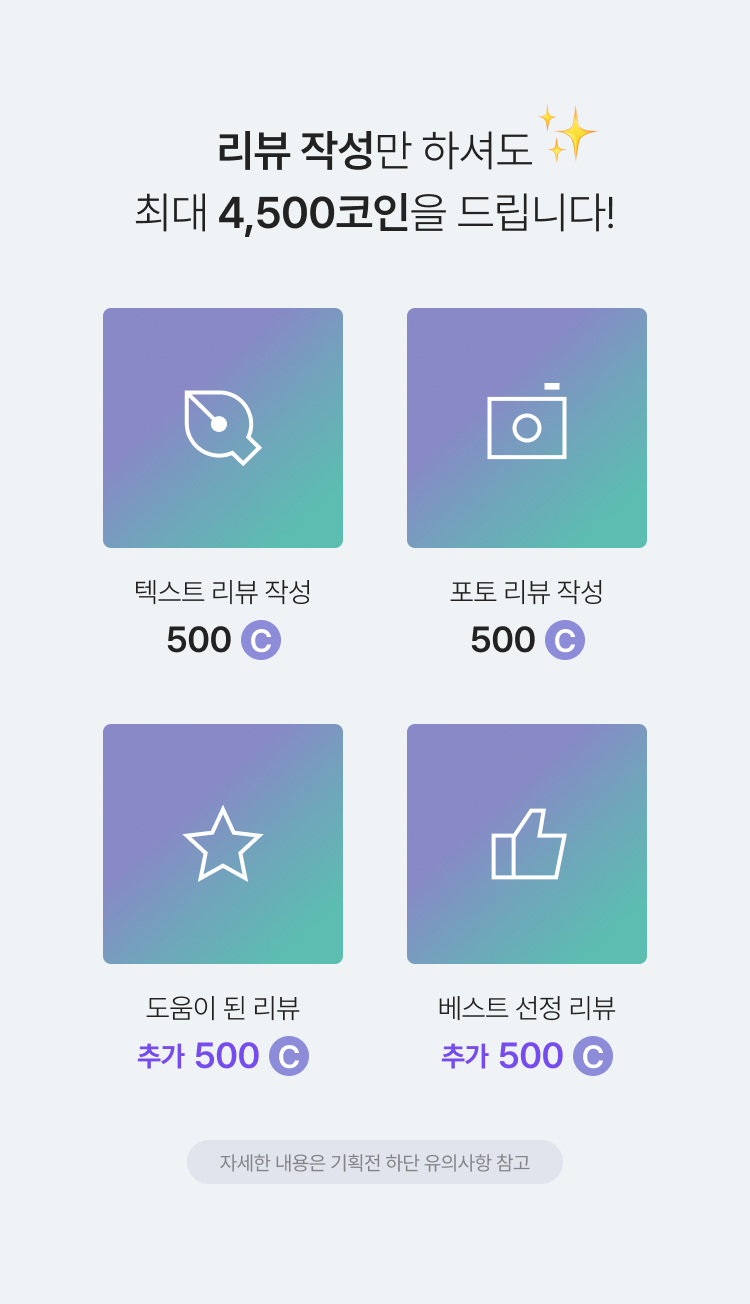 리뷰 작성만 하셔도
최대 4,500코인을 드립니다!
텍스트 리뷰 작성
500 C
포토 리뷰 작성
500 C
도움이 된 리뷰
추가 500 C
베스트 선정 리뷰
추가 500 C
자세한 내용은 기획전 하단 유의사항 참고